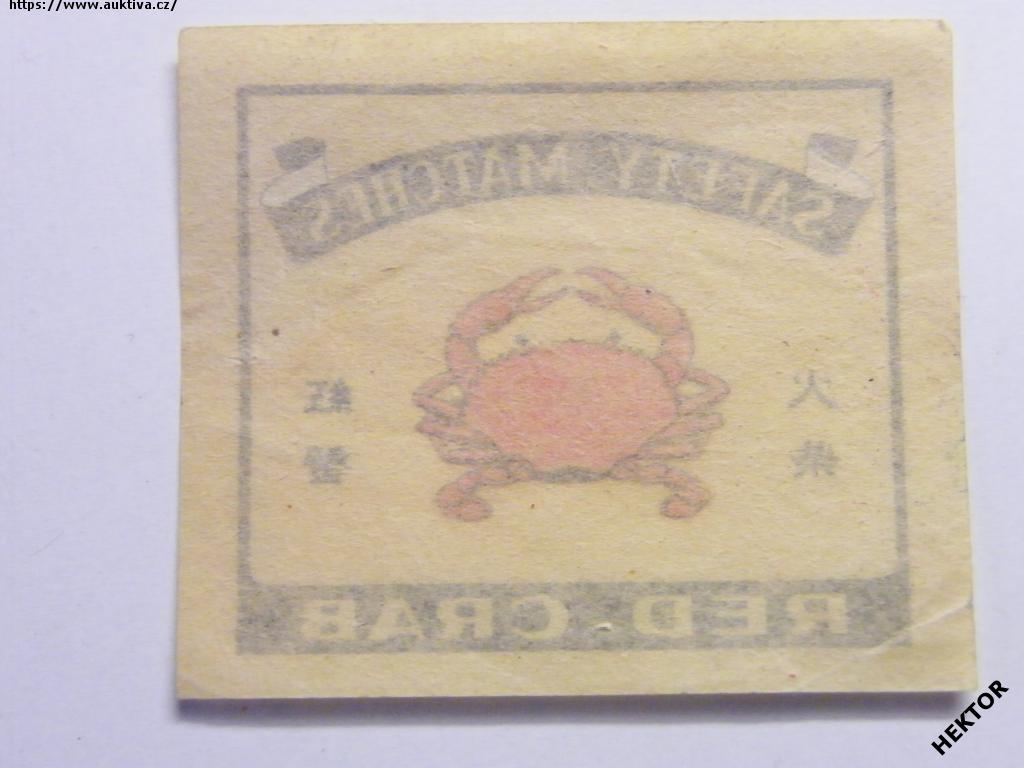 https://www.auktiva.cz/
SAFETY MATCHES
紅蟹
火柴
RED CRAB
HEKTOR